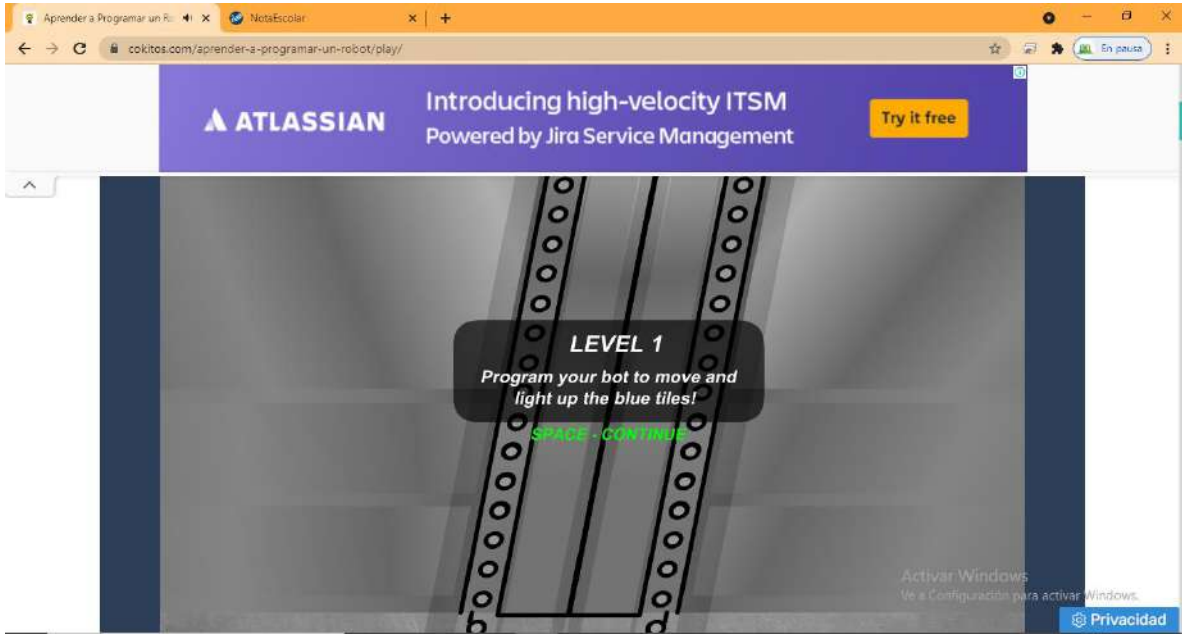 Aprender a Programar un R
NotaEscolar
cokitos.com/aprender-a-programar-un-robot/play/
En pausa
ATLASSIAN
Introducing high-velocity ITSM
Powered by Jira Service Management
Try it free
LEVEL 1
Program your bot to move and
light up the blue tiles!
SPACE - CONTINUE
Activar Windows
Ve a Configuración para activar Windows.
Privacidad